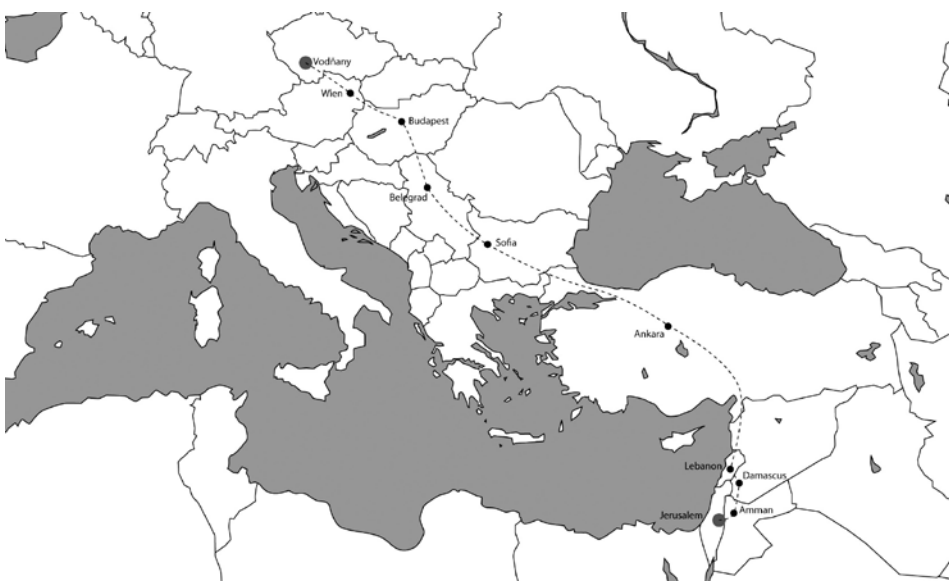 Vodňany
Wien
Budapest
Belegrad
Sofia
Ankara
Lebanon
Damascus
Jerusalem
Amman